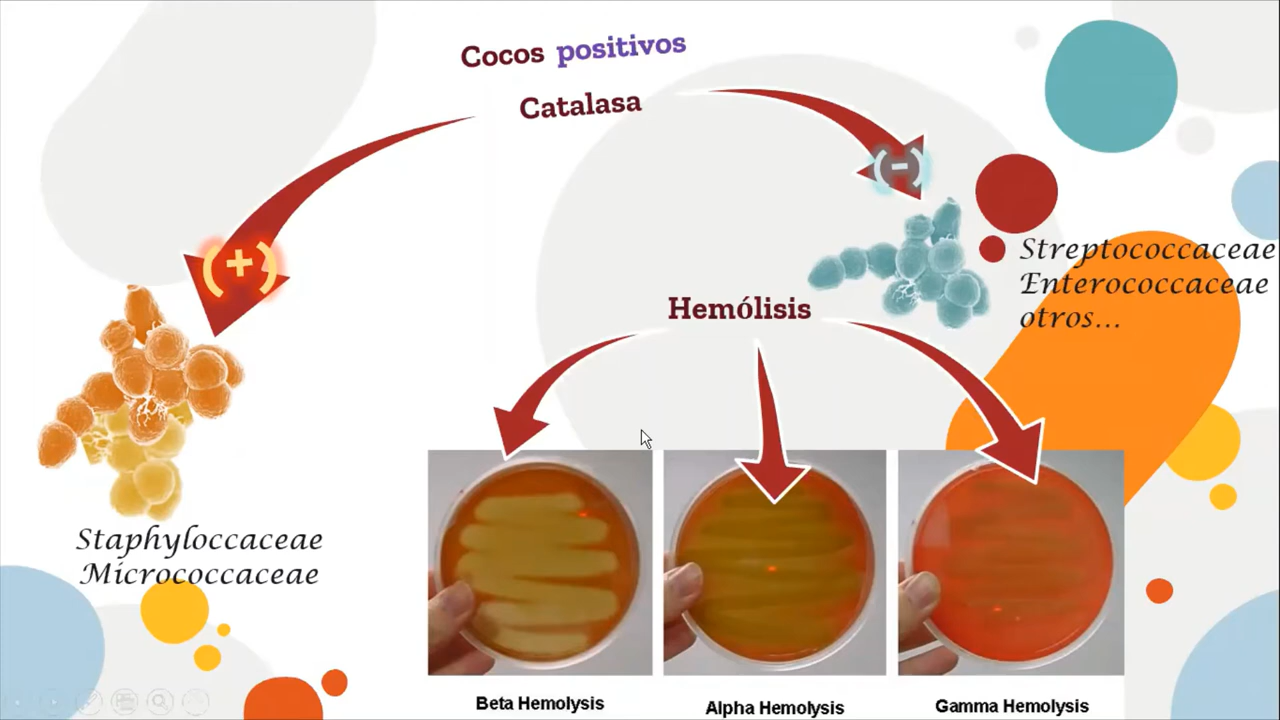 Cocos positivos
Catalasa
(-)
(+)
Streptococcaceae
Enterococcaceae
otros...
Hemólisis
Staphyloccaceae
Micrococcaceae
Beta Hemolysis
Alpha Hemolysis
Gamma Hemolysis